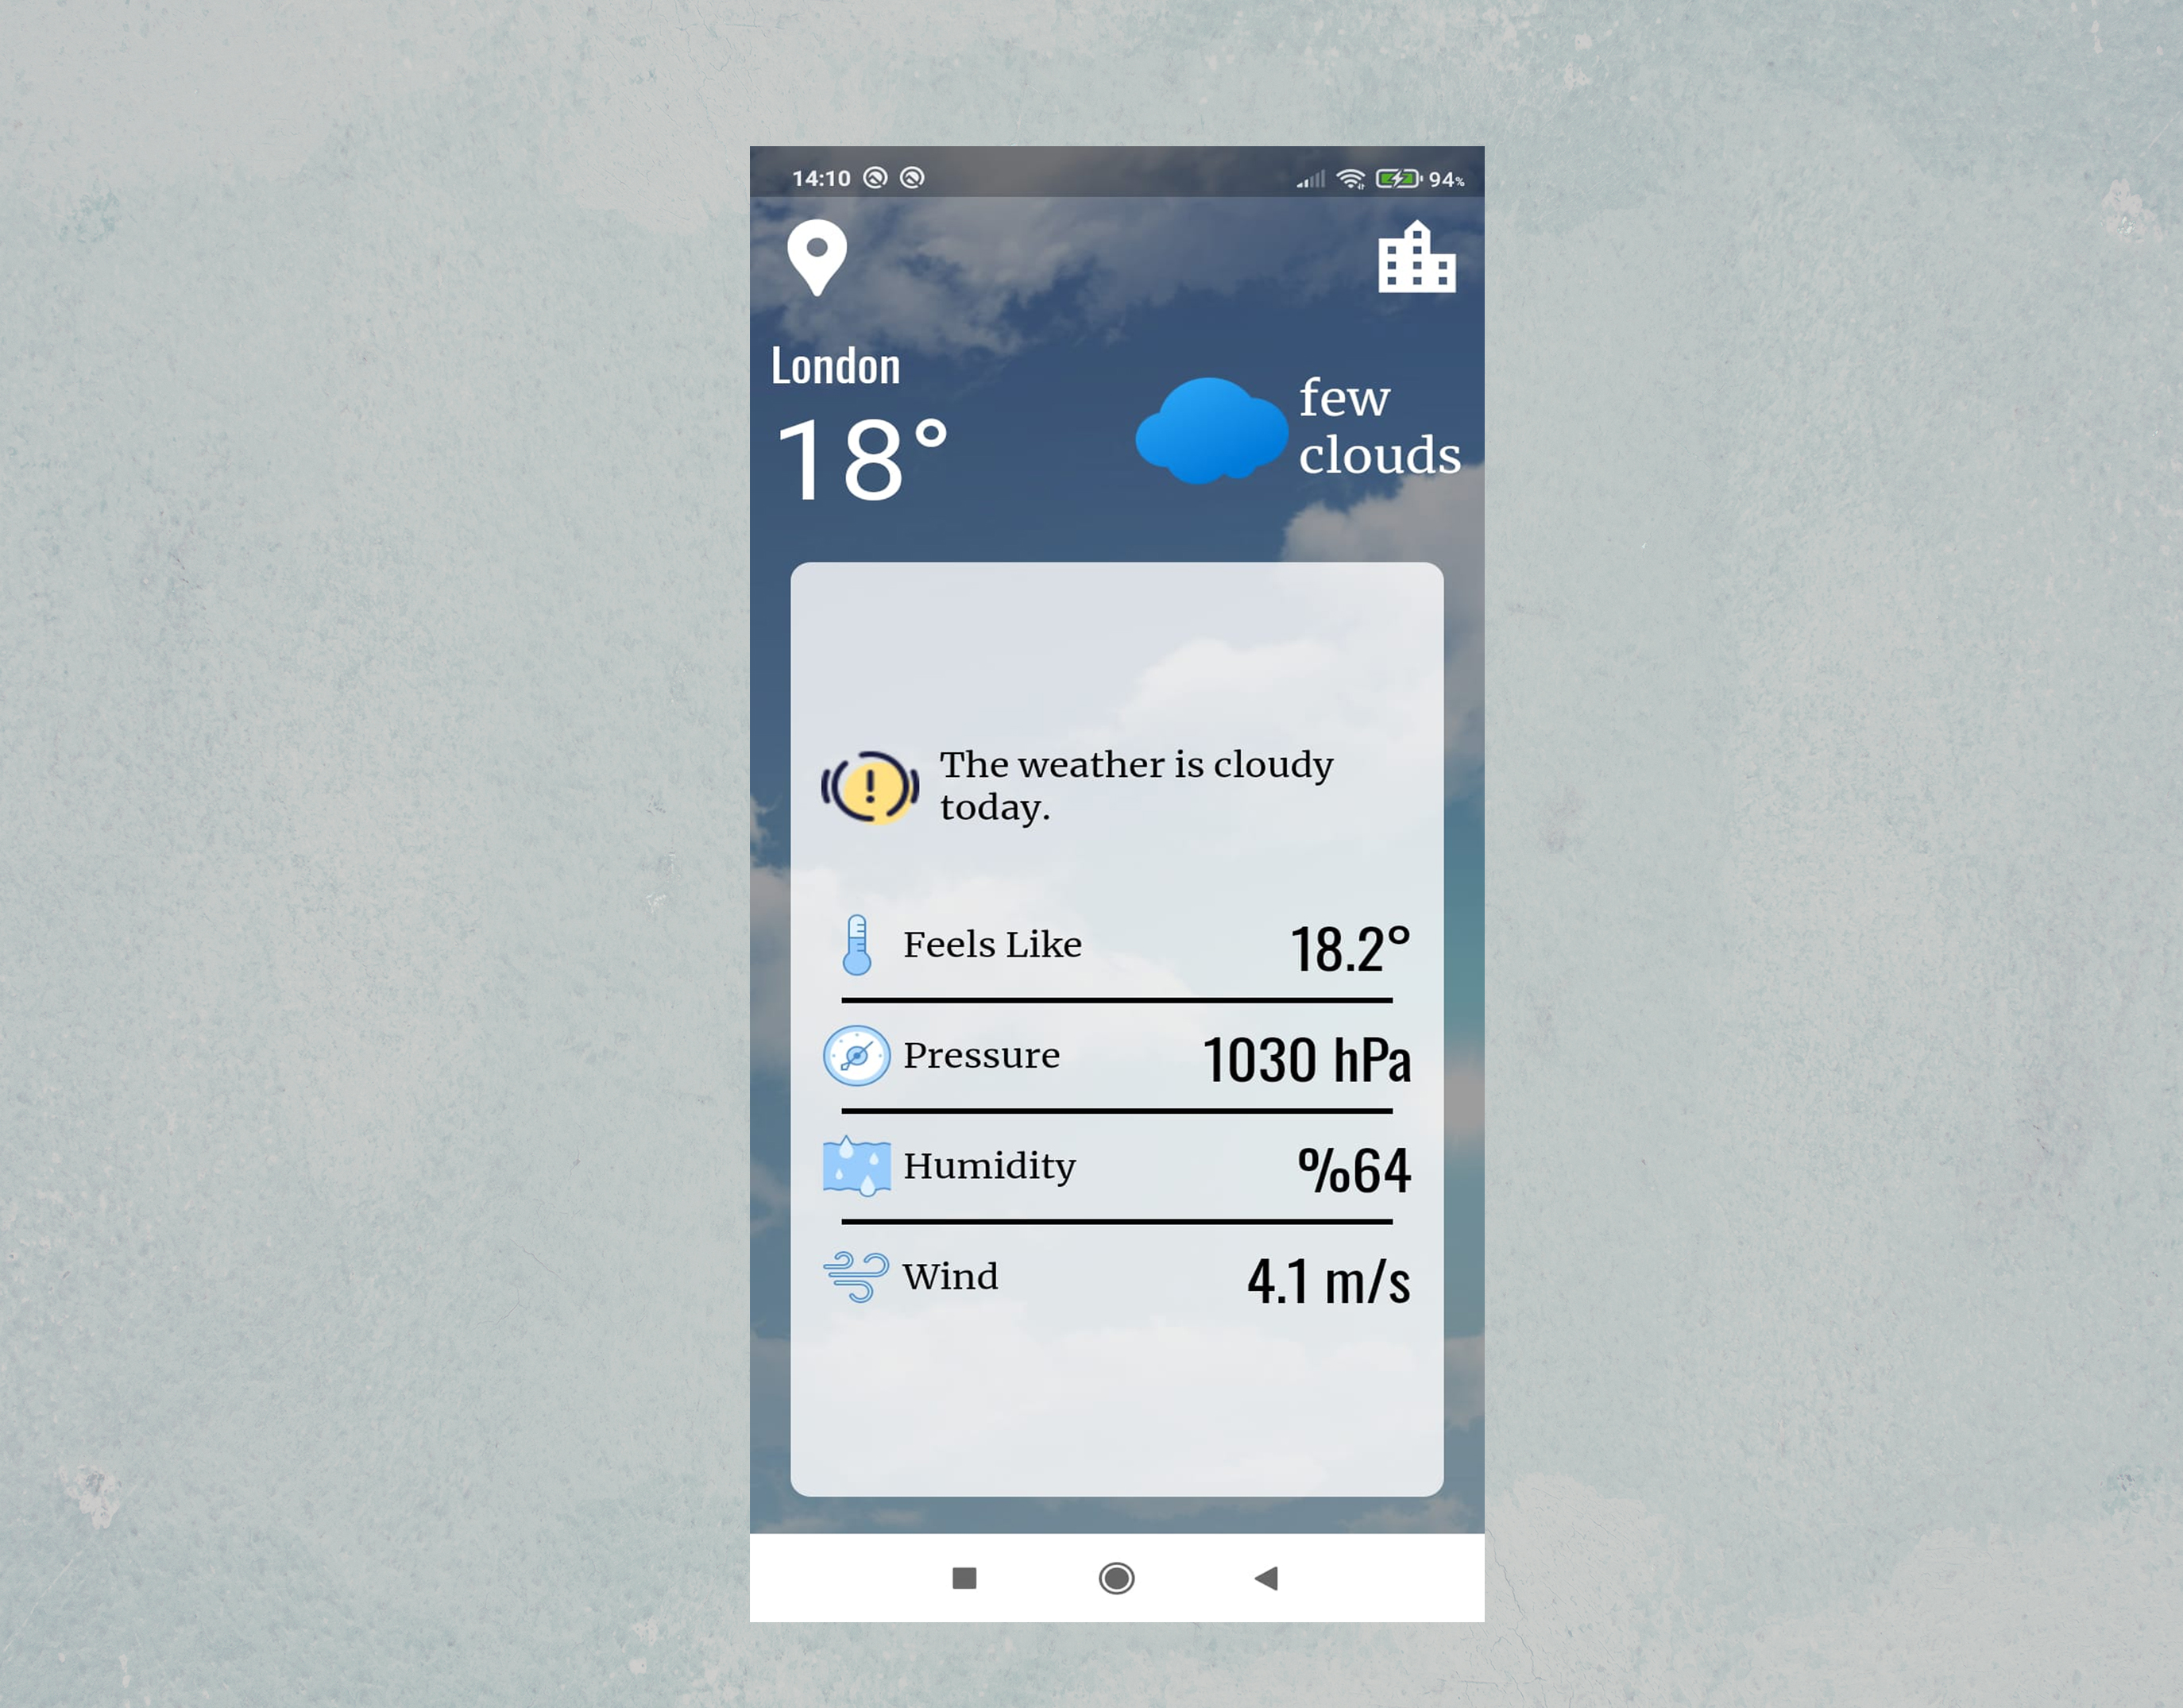 14:10 94%
London
18°
few
clouds
The weather is cloudy
today.
Feels Like 18.2°
Pressure 1030 hPa
Humidity %64
Wind 4.1 m/s